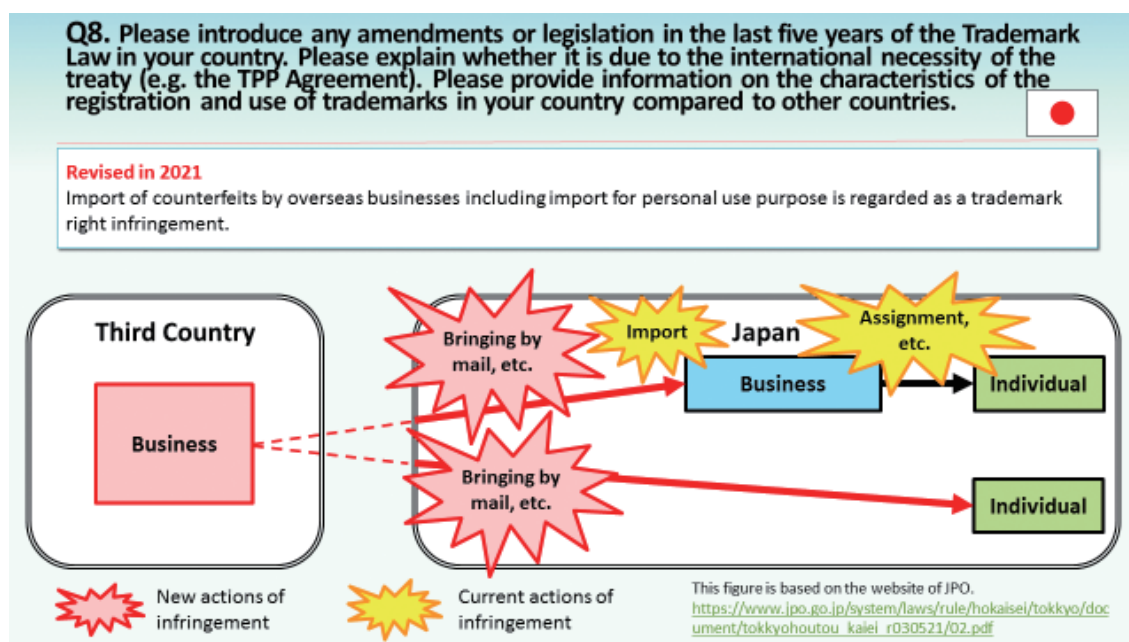 Q8. Please introduce any amendments or legislation in the last five years of the Trademark
Law in your country. Please explain whether it is due to the international necessity of the
treaty (e.g. the TPP Agreement). Please provide information on the characteristics of the
registration and use of trademarks in your country compared to other countries.
Revised in 2021
Import of counterfeits by overseas businesses including import for personal use purpose is regarded as a trademark
right infringement.
Third Country
Business
Bringing by
mail, etc.
Import
Japan
Assignment,
etc.
Business
Individual
Bringing by
mail, etc.
Individual
New actions of
infringement
Current actions of
infringement
This figure is based on the website of JPO.
https://www.jpo.go.jp/system/laws/rule/hokaisei/tokkyo/doc
ument/tokkyohoutou_kaiei_r030521/02.pdf